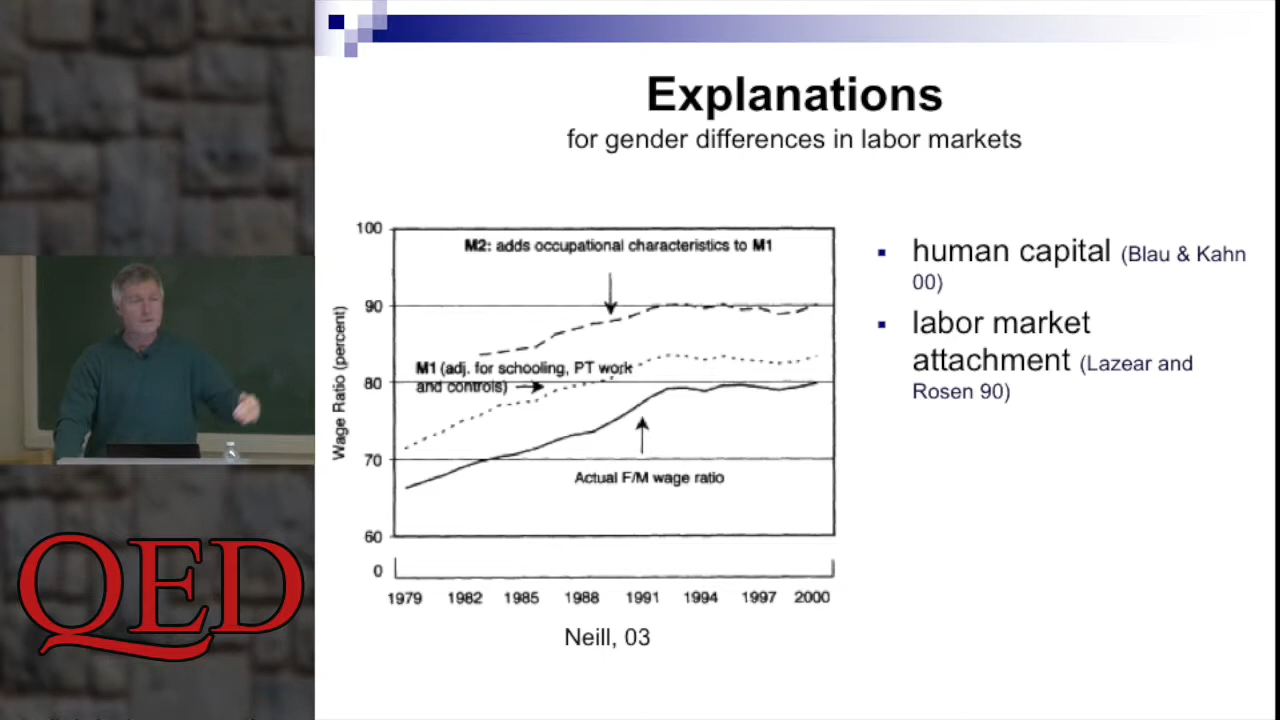 Explanations
for gender differences in labor markets
100
90
80
70
60
0
Wage Ratio (percent)
M2: adds occupational characteristics to M1
M1 (adj. for schooling, PT work
and controls)
Actual F/M wage ratio
1979 1982 1985 1988 1991 1994 1997 2000
Neill, 03
human capital (Blau & Kahn
00)
labor market
attachment (Lazear and
Rosen 90)
QED